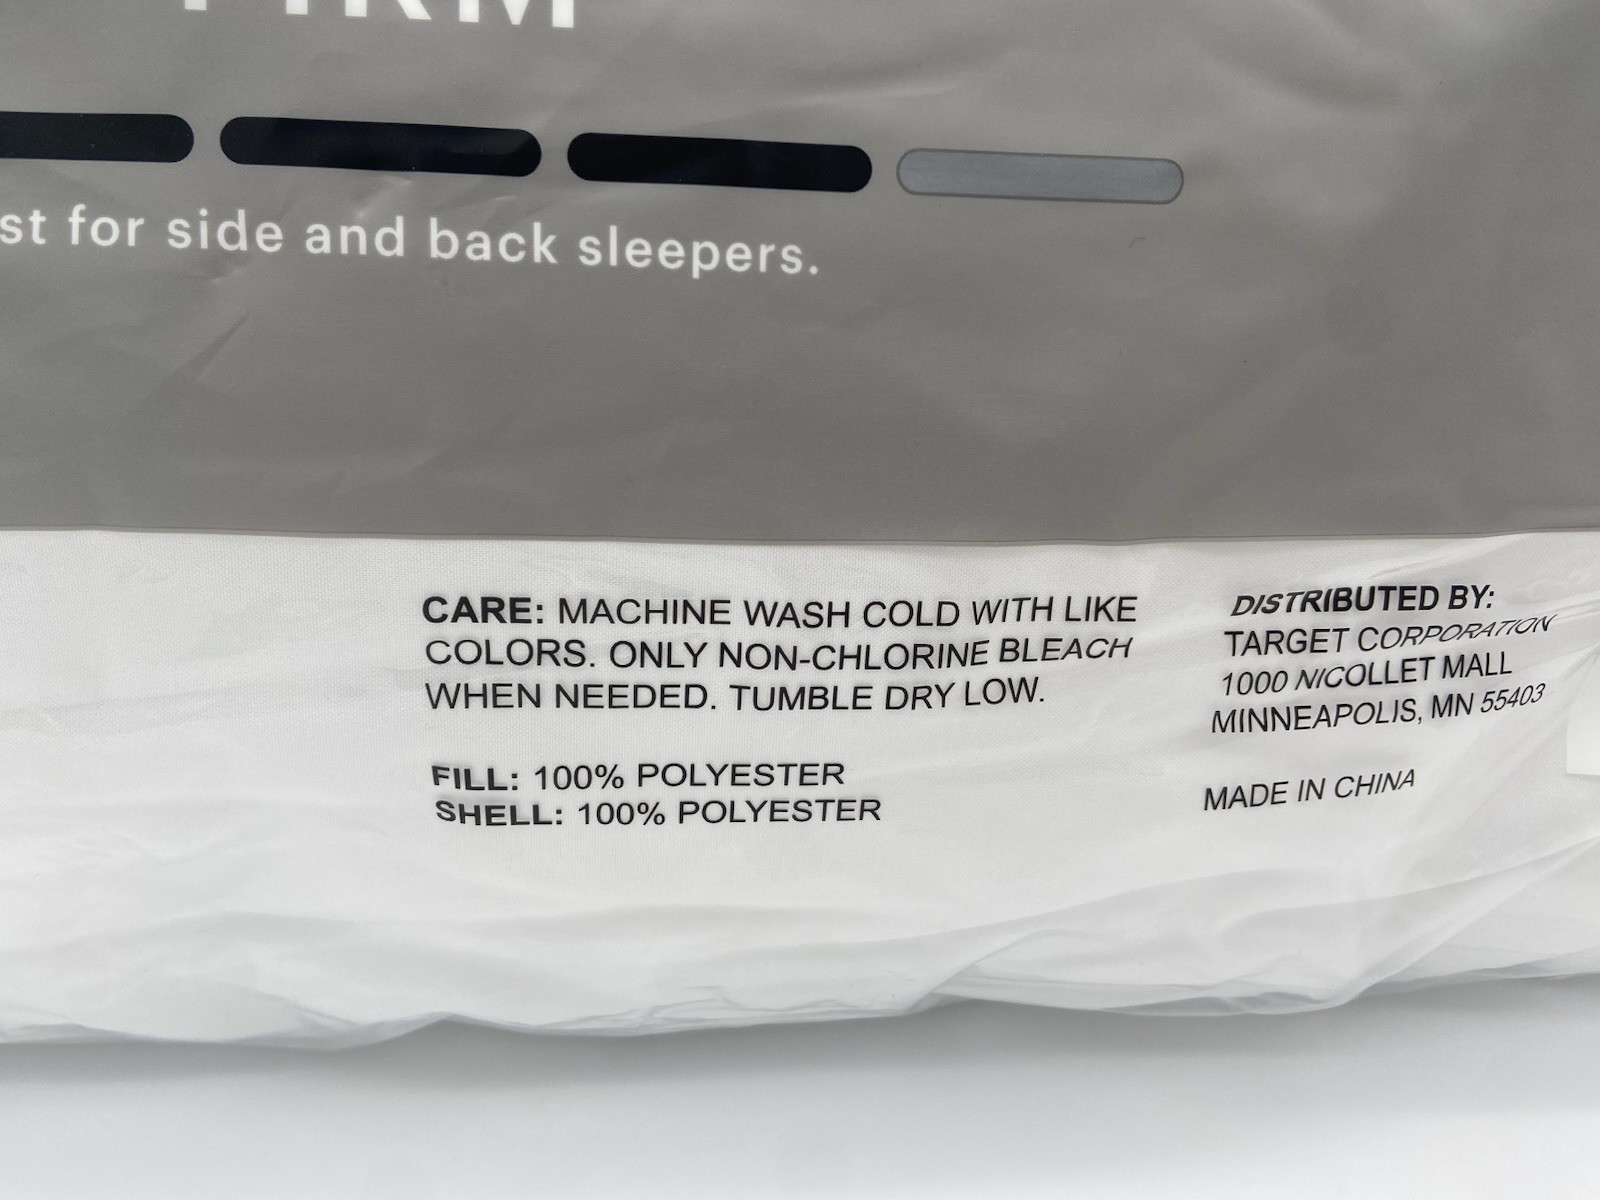 FIRM
st for side and back sleepers.
CARE: MACHINE WASH COLD WITH LIKE
COLORS. ONLY NON-CHLORINE BLEACH
WHEN NEEDED. TUMBLE DRY LOW.
FILL: 100% POLYESTER
SHELL: 100% POLYESTER
DISTRIBUTED BY:
TARGET CORPORATION
1000 NICOLLET MALL
MINNEAPOLIS, MN 55403
MADE IN CHINA